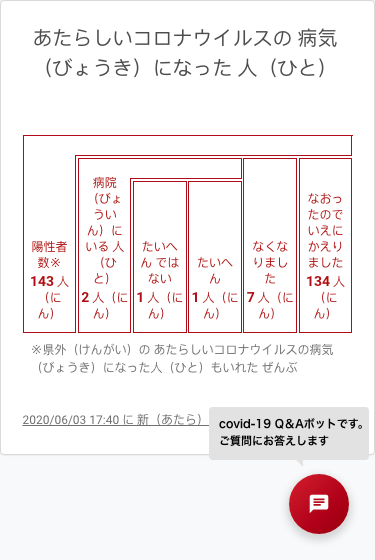 あたらしいコロナウイルスの 病気
（びょうき）になった 人（ひと）
陽性者
数※
143 人
（に
ん）
病院
（びょ
うい
ん）に
いる 人
（ひ
と）
2 人（に
ん）
たいへ
ん では
ない
1 人（に
ん）
たいへ
ん
1 人（に
ん）
なくな
りまし
た
7 人（に
ん）
なおっ
たので
いえに
かえり
ました
134 人
（に
ん）
※県外（けんがい）の あたらしいコロナウイルスの病気
（びょうき）になった人（ひと）もいれた ぜんぶ
2020/06/03 17:40 に 新（あたら）
covid-19 Q＆Aボットです。
ご質問にお答えします